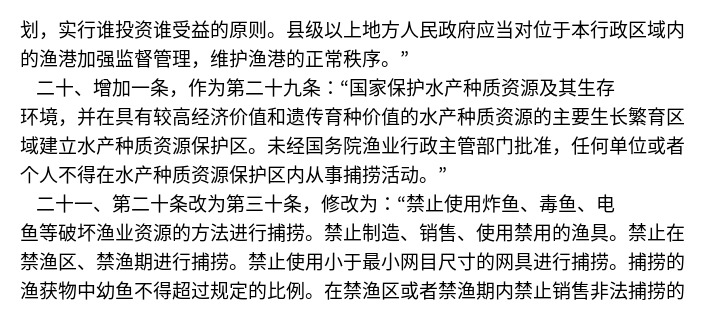 划，实行谁投资谁受益的原则。县级以上地方人民政府应当对位于本行政区域内
的渔港加强监督管理，维护渔港的正常秩序。”
二十、增加一条，作为第二十九条：“国家保护水产种质资源及其生存
环境，并在具有较高经济价值和遗传育种价值的水产种质资源的主要生长繁育区
域建立水产种质资源保护区。未经国务院渔业行政主管部门批准，任何单位或者
个人不得在水产种质资源保护区内从事捕捞活动。”
二十一、第二十条改为第三十条，修改为：“禁止使用炸鱼、毒鱼、电
鱼等破坏渔业资源的方法进行捕捞。禁止制造、销售、使用禁用的渔具。禁止在
禁渔区、禁渔期进行捕捞。禁止使用小于最小网目尺寸的网具进行捕捞。捕捞的
渔获物中幼鱼不得超过规定的比例。在禁渔区或者禁渔期内禁止销售非法捕捞的